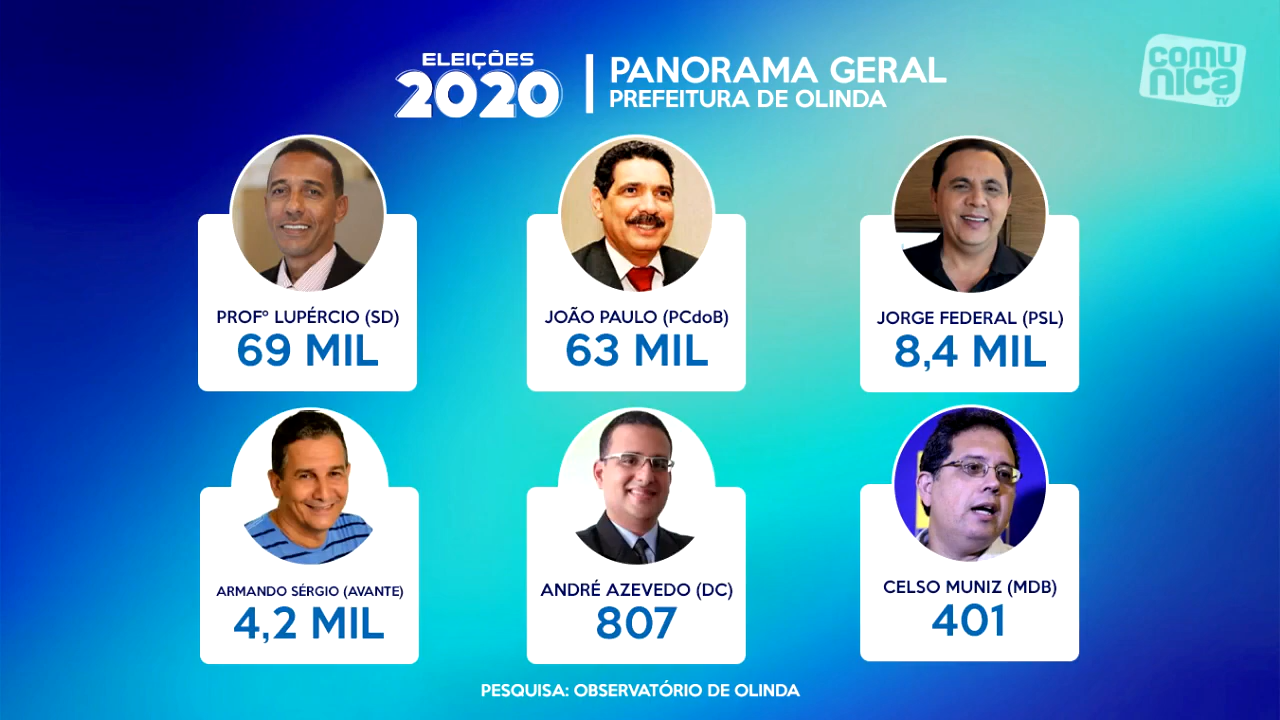 ELEIÇÕES
2020
PANORAMA GERAL
PREFEITURA DE OLINDA
comu
nica
TV
PROFº LUPÉRCIO (SD)
69 MIL
JOÃO PAULO (PCdoB)
63 MIL
JORGE FEDERAL (PSL)
8,4 MIL
ARMANDO SÉRGIO (AVANTE)
4,2 MIL
ANDRÉ AZEVEDO (DC)
807
CELSO MUNIZ (MDB)
401
PESQUISA: OBSERVATÓRIO DE OLINDA